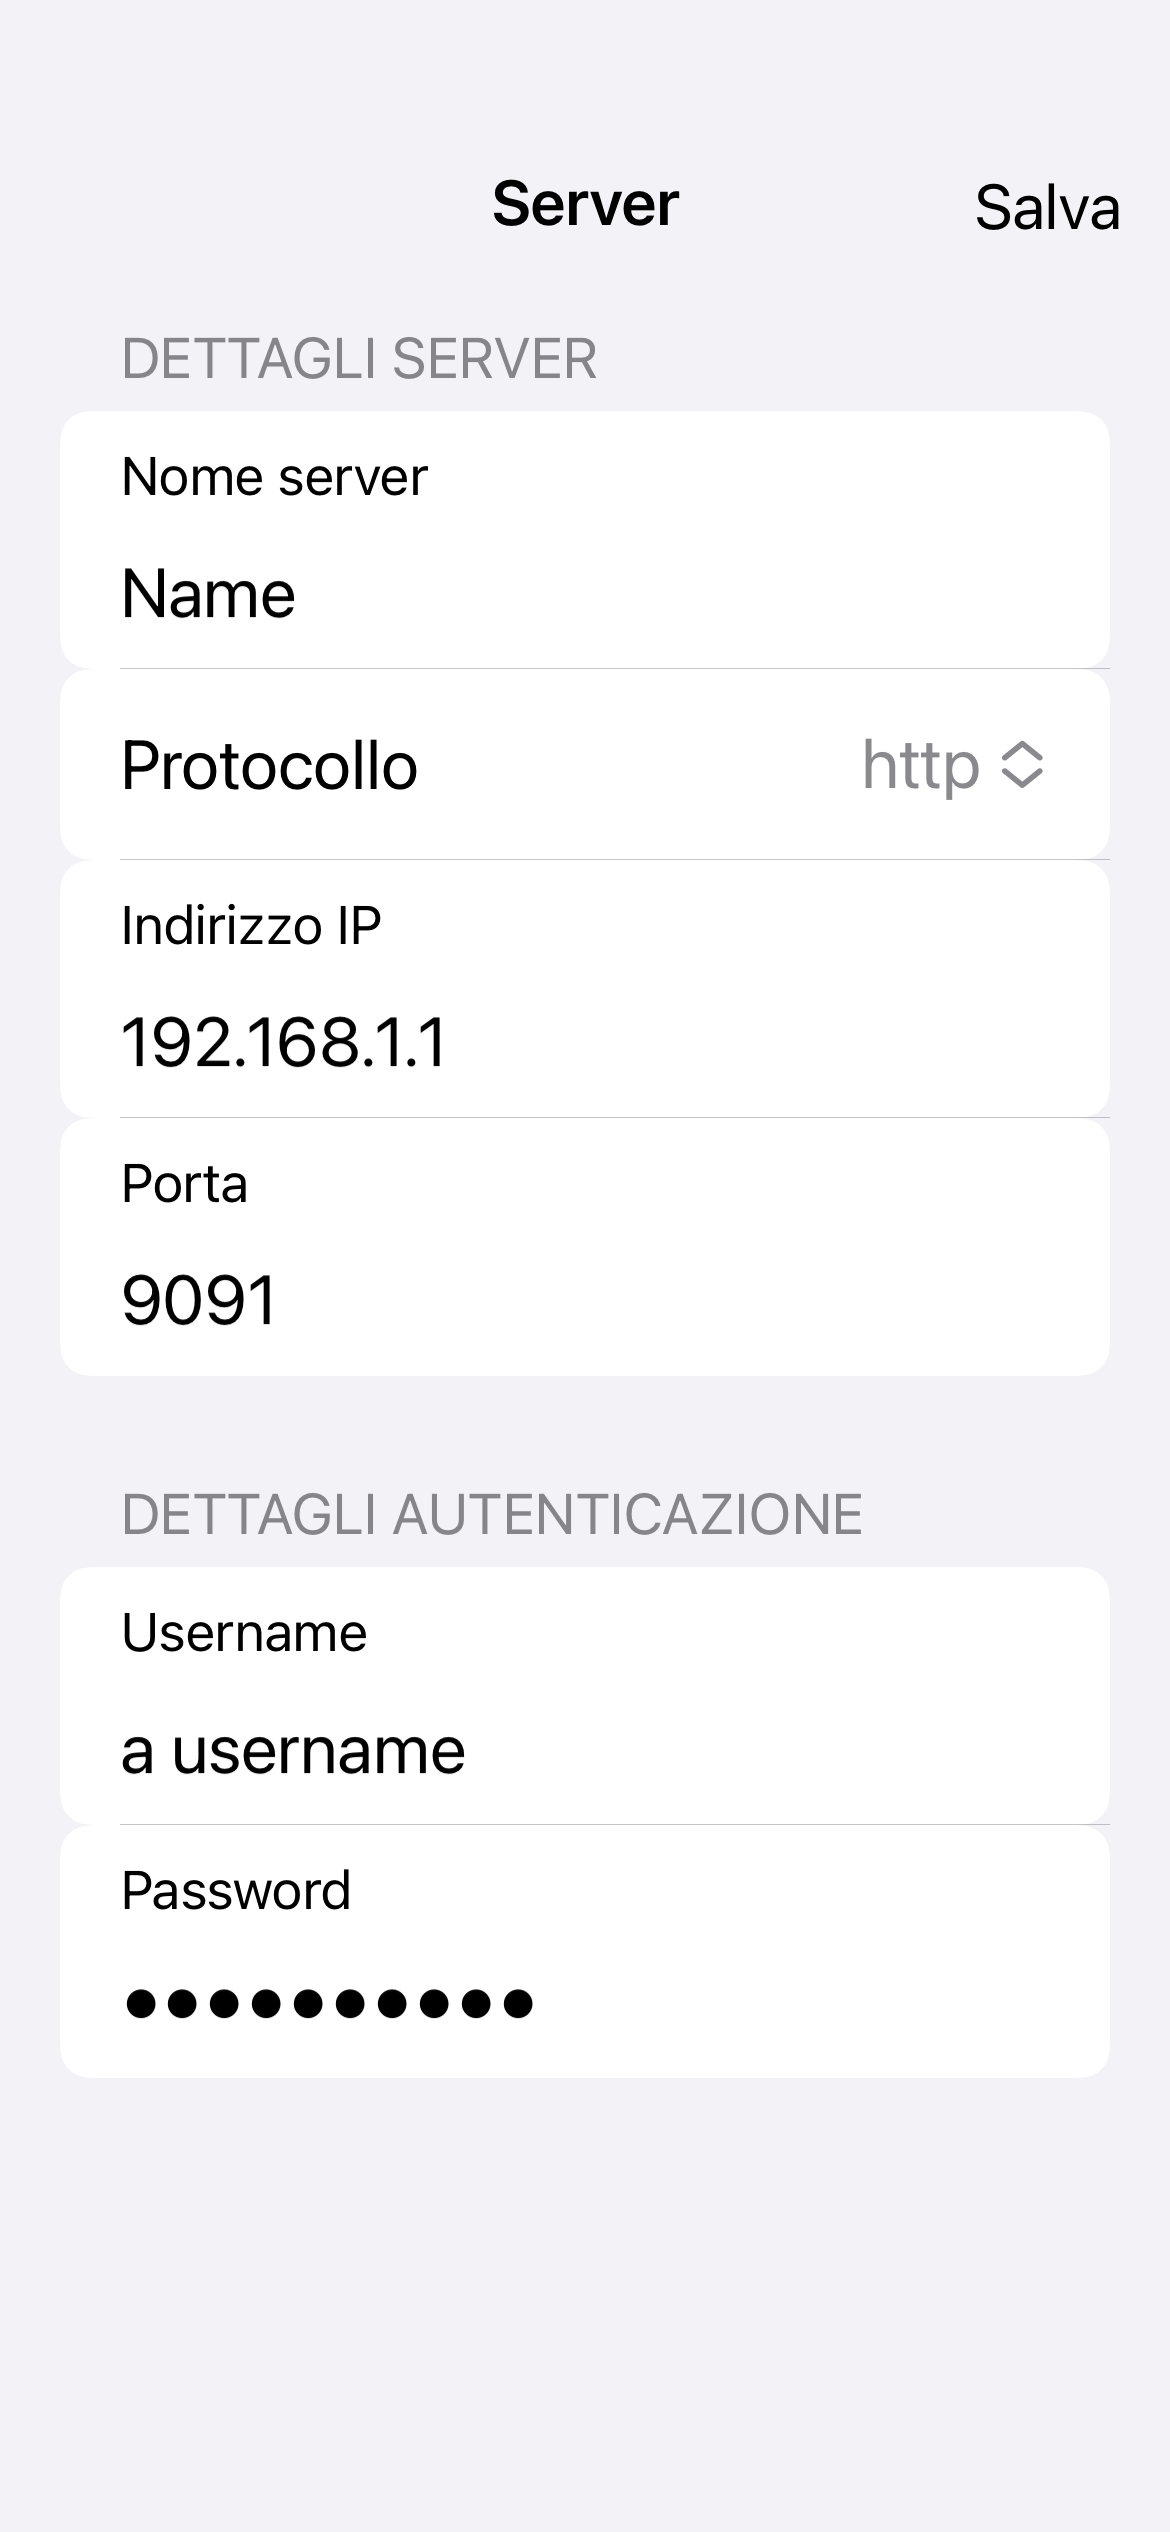 Server
Salva
DETTAGLI SERVER
Nome server
Name
Protocollo
http
Indirizzo IP
192.168.1.1
Porta
9091
DETTAGLI AUTENTICAZIONE
Username
a username
Password
●●●●●●●●●●